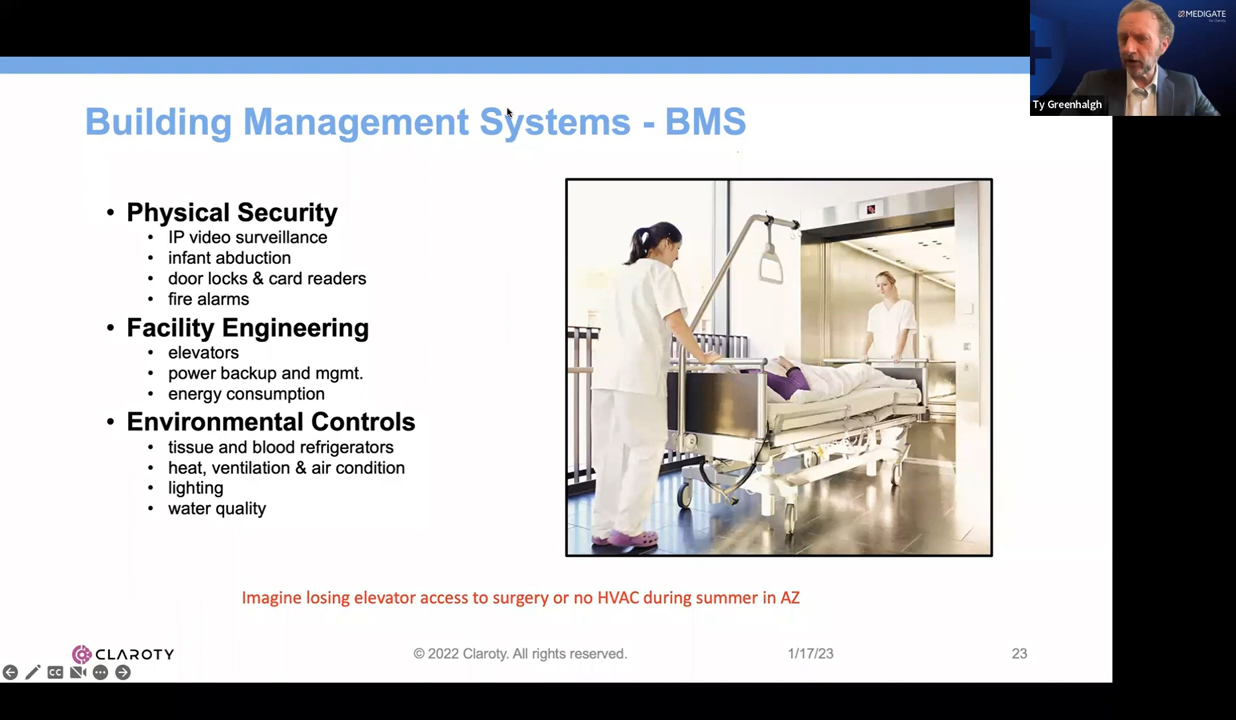 MEDIGATE
Ty Greenhalgh
Building Management Systems - BMS
• Physical Security
• IP video surveillance
• infant abduction
• door locks & card readers
• fire alarms
• Facility Engineering
• elevators
• power backup and mgmt.
• energy consumption
• Environmental Controls
• tissue and blood refrigerators
• heat, ventilation & air condition
• lighting
• water quality
Imagine losing elevator access to surgery or no HVAC during summer in AZ
CLAROTY
© 2022 Claroty. All rights reserved.
1/17/23
23
CC